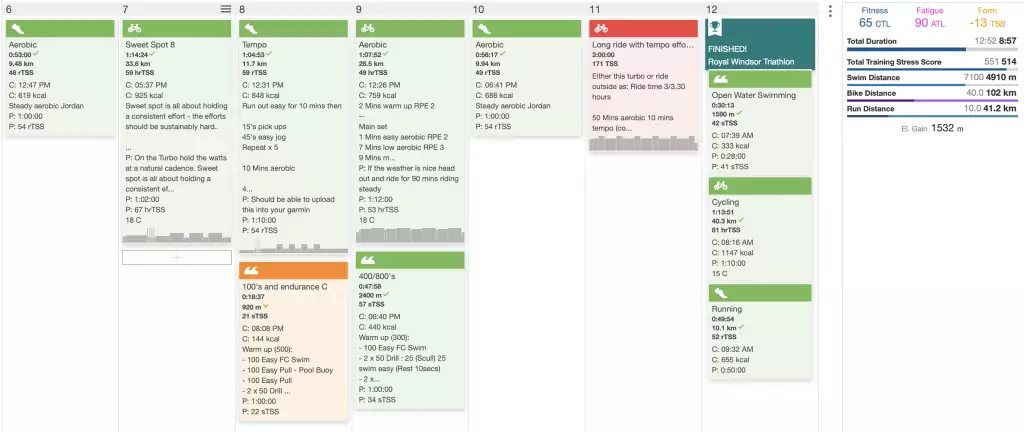 6
Aerobic
0:53:00
9.48 km
46 rTSS
C: 12:47 PM
C: 619 kcal
Steady aerobic Jordan
P: 1:00:00
P: 54 rTSS
7
Sweet Spot 8
1:14:24
33.6 km
59 hrTSS
C: 05:37 PM
C: 925 kcal
Sweet spot is all about holding
a consistent effort - the efforts
should be sustainably hard.
...
P: On the Turbo hold the watts
at a natural cadence. Sweet
spot is all about holding a
consistent ef...
P: 1:02:00
P: 67 hrTSS
18 C
8
Tempo
1:04:53
11.7 km
59 rTSS
C: 12:31 PM
C: 848 kcal
Run out easy for 10 mins then
15's pick ups
45's easy jog
Repeat x 5
10 Mins aerobic
4...
P: Should be able to upload
this into your garmin
P: 1:10:00
P: 54 rTSS
100's and endurance C
0:18:37
920 m
21 sTSS
C: 08:08 PM
C: 144 kcal
Warm up (500):
- 100 Easy FC Swim
- 2 x 50 Drill : 25 (Scull) 25
swim easy (Rest 10secs)
- 100 Easy Pull - Pool Buoy
- 100 Easy Pull
- 2 x 50 Drill ...
P: 1:00:00
P: 22 sTSS
9
Aerobic
1:07:52
28.5 km
49 hrTSS
C: 12:26 PM
C: 759 kcal
2 Mins warm up RPE 2
--
Main set
1 Mins easy aerobic RPE 2
7 Mins low aerobic RPE 3
9 Mins m...
P: If the weather is nice head
out and ride for 90 mins riding
steady
P: 1:12:00
P: 53 hrTSS
18 C
400/800's
0:47:58
2400 m
57 sTSS
C: 06:40 PM
C: 440 kcal
Warm up (300):
- 100 Easy FC Swim
- 2 x 50 Drill : 25 (Scull) 25
swim easy (Rest 10secs)
- 2 x...
P: 1:00:00
P: 34 sTSS
10
Aerobic
0:56:17
9.94 km
49 rTSS
C: 06:41 PM
C: 688 kcal
Steady aerobic Jordan
P: 1:00:00
P: 54 rTSS
11
Long ride with tempo effo...
3:00:00
171 TSS
Either this turbo or ride
outside as: Ride time 3/3.30
hours
50 Mins aerobic 10 mins
tempo (co...
12
FINISHED!
Royal Windsor Triathlon
Open Water Swimming
0:30:13
1590 m
42 sTSS
C: 07:39 AM
C: 333 kcal
P: 0:28:00
P: 41 sTSS
Cycling
1:13:51
40.3 km
81 hrTSS
C: 08:16 AM
C: 1147 kcal
P: 1:10:00
15 C
Running
0:49:54
10.1 km
52 rTSS
C: 09:32 AM
C: 655 kcal
P: 0:50:00
Fitness Fatigue Form
65 CTL 90 ATL -13 TSB
Total Duration 12:52 8:57
Total Training Stress Score 551 514
Swim Distance 7100 4910 m
Bike Distance 40.0 102 km
Run Distance 10.0 41.2 km
El. Gain 1532 m